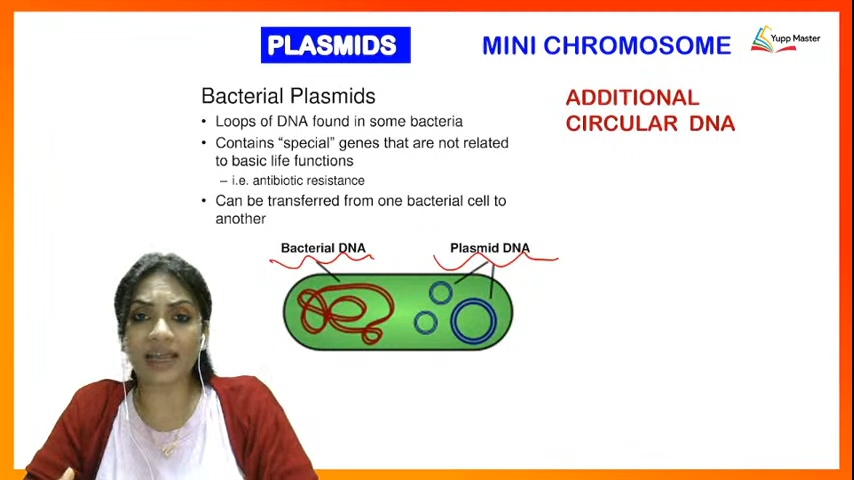 PLASMIDS
MINI CHROMOSOME
Yupp Master
Bacterial Plasmids
• Loops of DNA found in some bacteria
• Contains “special” genes that are not related
to basic life functions
– i.e. antibiotic resistance
• Can be transferred from one bacterial cell to
another
ADDITIONAL
CIRCULAR DNA
Bacterial DNA
Plasmid DNA